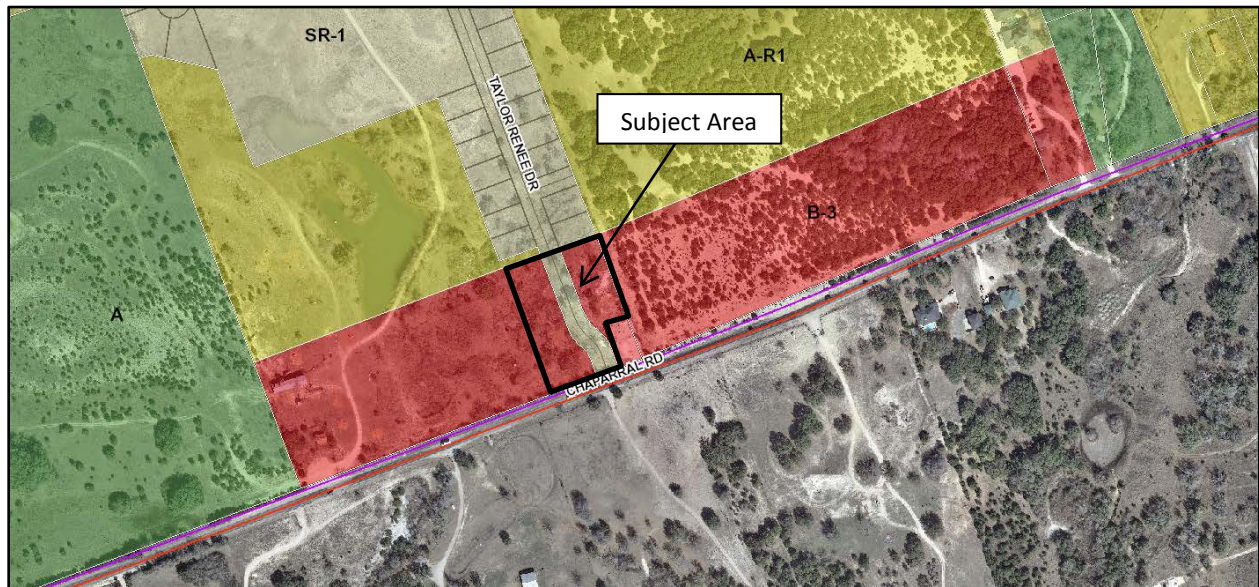 SR-1
A-R1
TAYLOR RENEE DR
Subject Area
B-3
A
CHAPARRAL RD